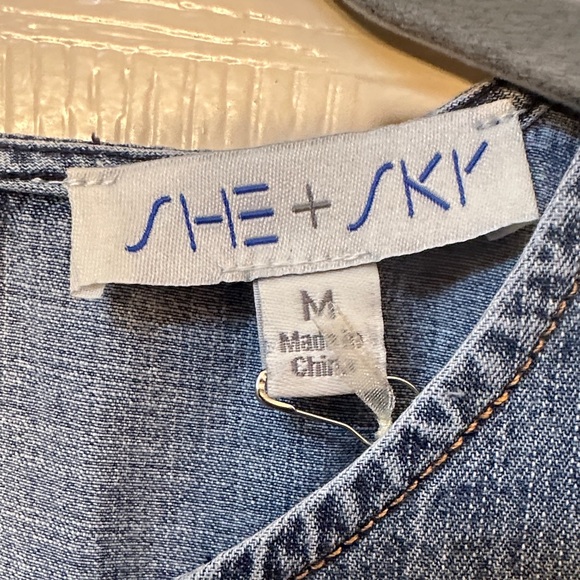 SHE + SKY
M
Made in
China